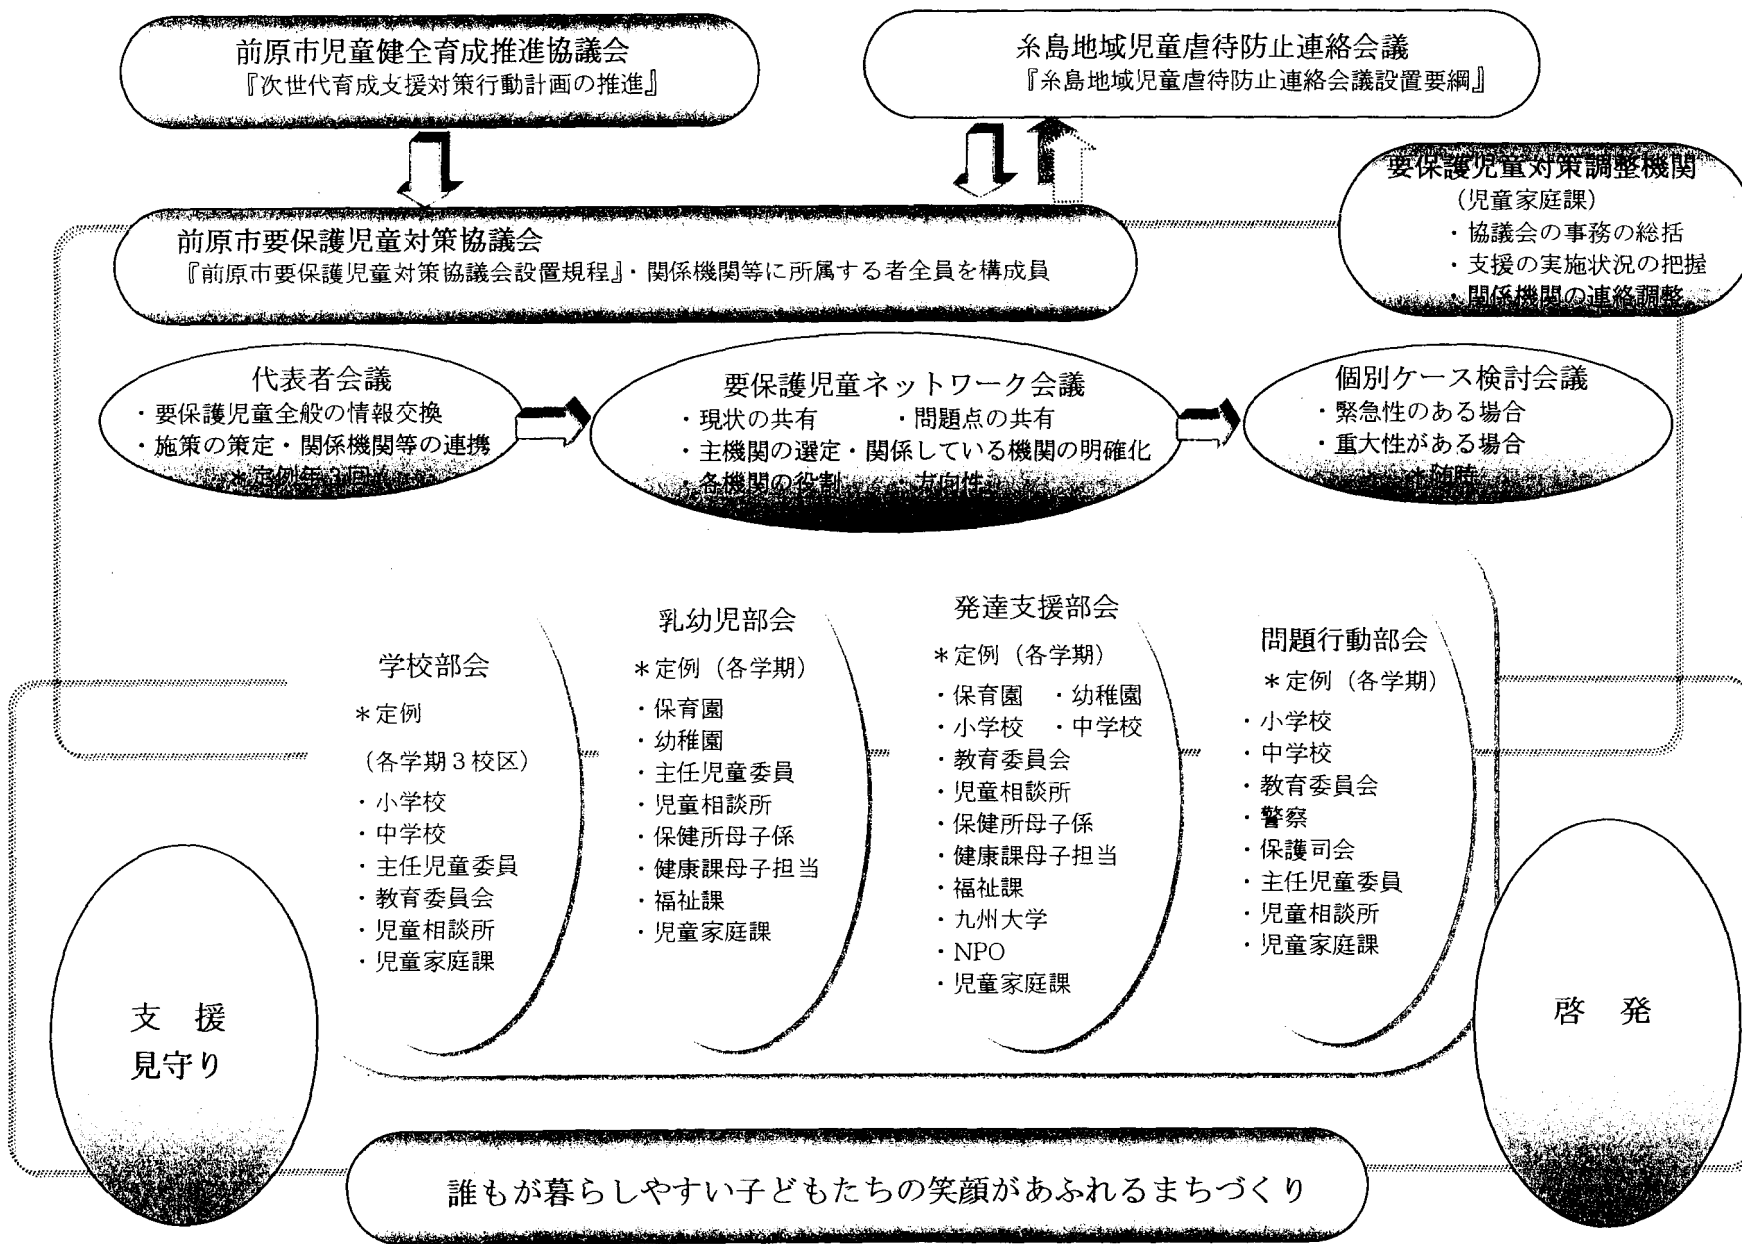 前原市児童健全育成推進協議会
『次世代育成支援対策行動計画の推進』
糸島地域児童虐待防止連絡会議
『糸島地域児童虐待防止連絡会議設置要綱』
要保護児童対策調整機関
（児童家庭課）
・協議会の事務の総括
・支援の実施状況の把握
・関係機関の連絡調整
前原市要保護児童対策協議会
『前原市要保護児童対策協議会設置規程』・関係機関等に所属する者全員を構成員
代表者会議
・要保護児童全般の情報交換
・施策の策定・関係機関等の連携
＊定例年3回
要保護児童ネットワーク会議
・現状の共有　・問題点の共有
・主機関の選定・関係している機関の明確化
・各機関の役割　・方向性
個別ケース検討会議
・緊急性のある場合
・重大性がある場合
＊随時
学校部会
＊定例
（各学期３校区）
・小学校
・中学校
・主任児童委員
・教育委員会
・児童相談所
・児童家庭課
乳幼児部会
＊定例（各学期）
・保育園
・幼稚園
・主任児童委員
・児童相談所
・保健所母子係
・健康課母子担当
・福祉課
・児童家庭課
発達支援部会
＊定例（各学期）
・保育園　・幼稚園
・小学校　・中学校
・教育委員会
・児童相談所
・保健所母子係
・健康課母子担当
・福祉課
・九州大学
・NPO
・児童家庭課
問題行動部会
＊定例（各学期）
・小学校
・中学校
・教育委員会
・警察
・保護司会
・主任児童委員
・児童相談所
・児童家庭課
支　援
見守り
啓　発
誰もが暮らしやすい子どもたちの笑顔があふれるまちづくり